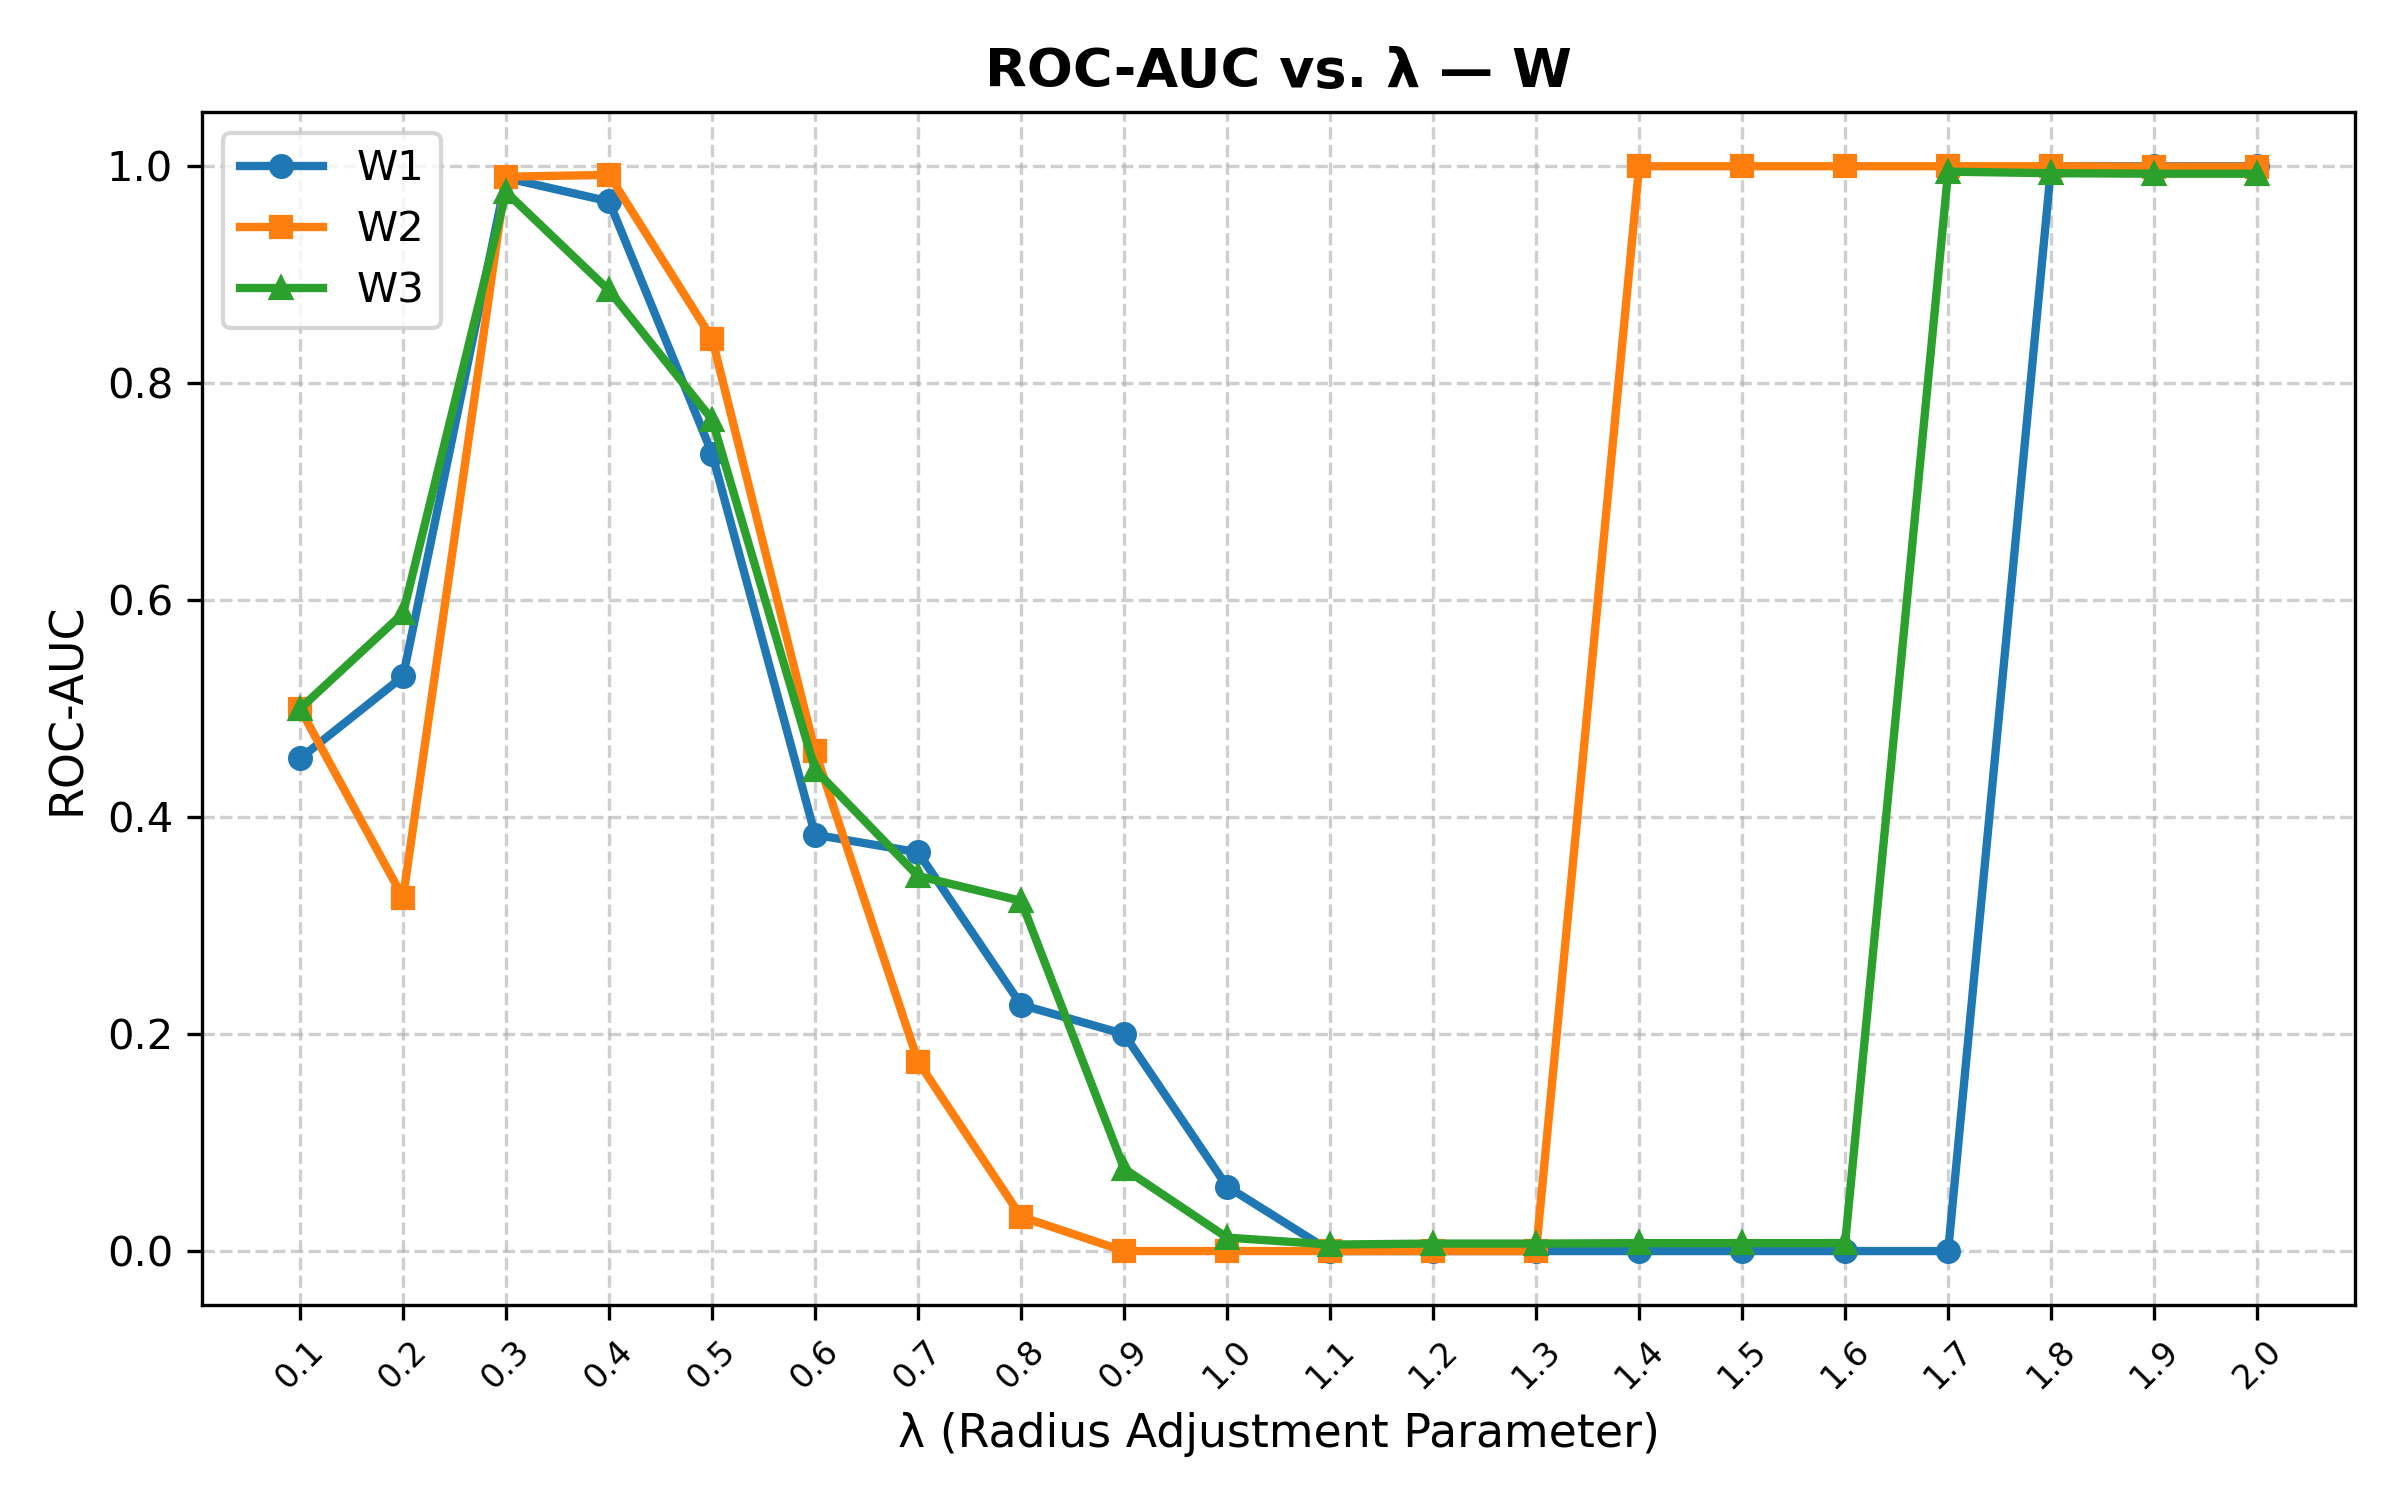 ROC-AUC vs. λ — W
W1
W2
W3
ROC-AUC
1.0
0.8
0.6
0.4
0.2
0.0
0.1 0.2 0.3 0.4 0.5 0.6 0.7 0.8 0.9 1.0 1.1 1.2 1.3 1.4 1.5 1.6 1.7 1.8 1.9 2.0
λ (Radius Adjustment Parameter)